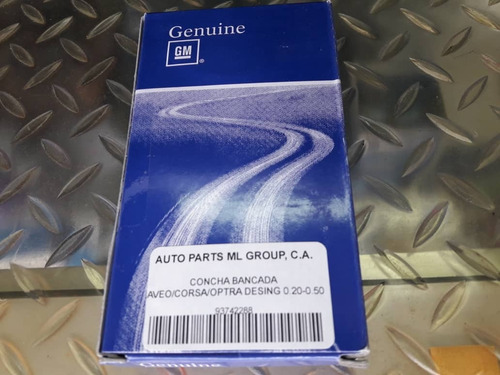 Genuine
GM
®
AUTO PARTS ML GROUP, C.A.
CONCHA BANCADA
AVEO/CORSA/OPTRA DESING 0.20-0.50
93742288
Genuine